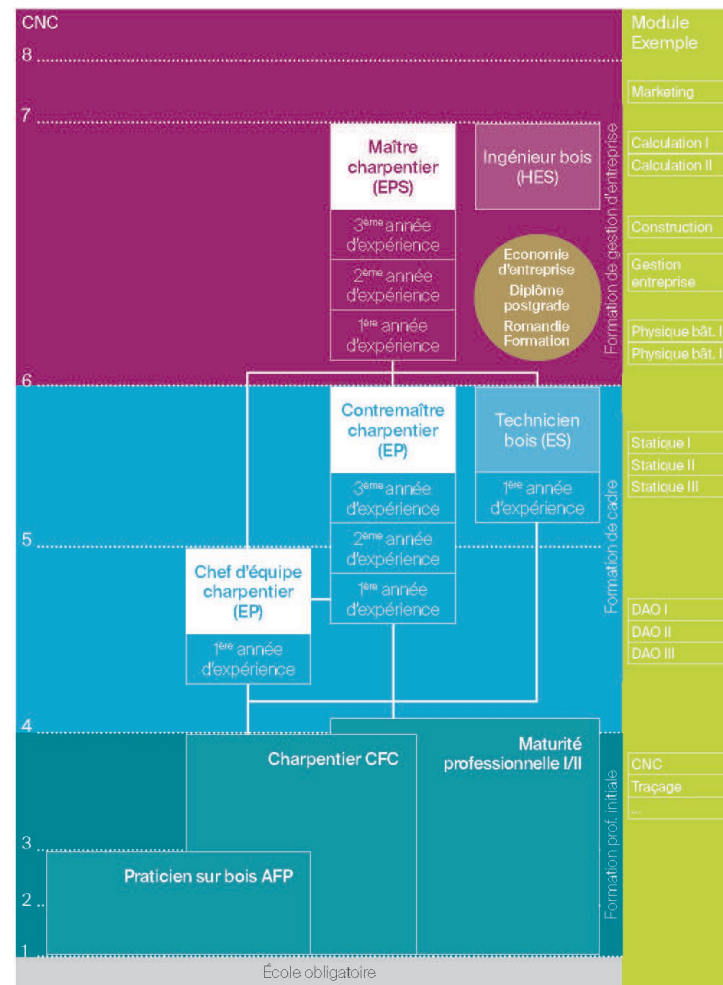 CNC
8
7
Maître
charpentier
(EPS)
3ème année
d'expérience
2ème année
d'expérience
1ère année
d'expérience
Ingénieur bois
(HES)
Economie
d'entreprise
Diplôme
postgrade
Romandie
Formation
Formation de gestion d'entreprise
6
Contremaître
charpentier
(EP)
3ème année
d'expérience
2ème année
d'expérience
1ère année
d'expérience
Technicien
bois (ES)
1ère année
d'expérience
5
Chef d'équipe
charpentier
(EP)
1ère année
d'expérience
Formation de cadre
4
Charpentier CFC
Maturité
professionnelle I/II
3
Praticien sur bois AFP
2
1
Formation prof. initiale
École obligatoire
Module
Exemple
Marketing
Calculation I
Calculation II
Construction
Gestion
entreprise
Physique bât. I
Physique bât. I
Statique I
Statique II
Statique III
DAO I
DAO II
DAO III
CNC
Traçage
...